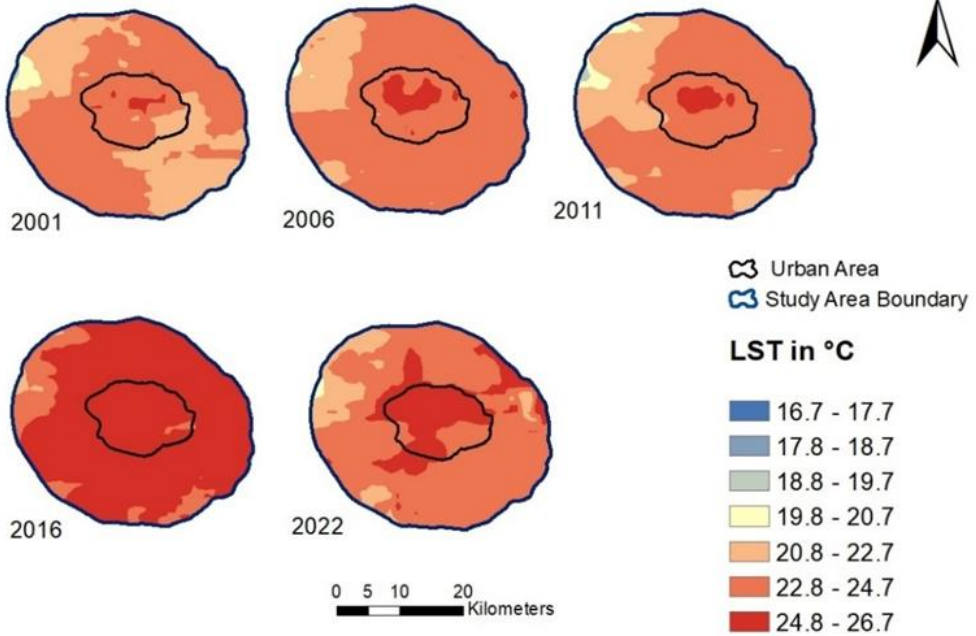 2001
2006
2011
Urban Area
Study Area Boundary
LST in °C
16.7 - 17.7
17.8 - 18.7
18.8 - 19.7
19.8 - 20.7
20.8 - 22.7
22.8 - 24.7
24.8 - 26.7
2016
2022
0 5 10 20
Kilometers